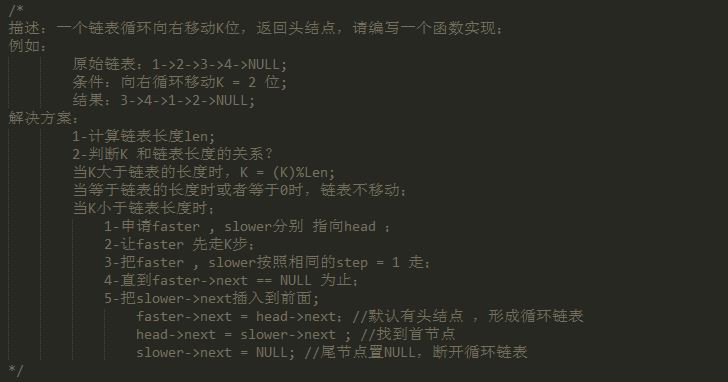 /*
描述：一个链表循环向右移动K位，返回头结点，请编写一个函数实现；
例如：
原始链表：1->2->3->4->NULL;
条件：向右循环移动K = 2 位；
结果：3->4->1->2->NULL;
解决方案：
1-计算链表长度len;
2-判断K 和链表长度的关系？
当K大于链表的长度时，K = (K)%Len;
当等于链表的长度时或者等于0时，链表不移动；
当K小于链表长度时；
1-申请faster , slower分别 指向head ;
2-让faster 先走K步；
3-把faster , slower按照相同的step = 1 走；
4-直到faster->next == NULL 为止；
5-把slower->next插入到前面；
faster->next = head->next; //默认有头结点 ，形成循环链表
head->next = slower->next ; //找到首节点
slower->next = NULL; //尾节点置NULL，断开循环链表
*/